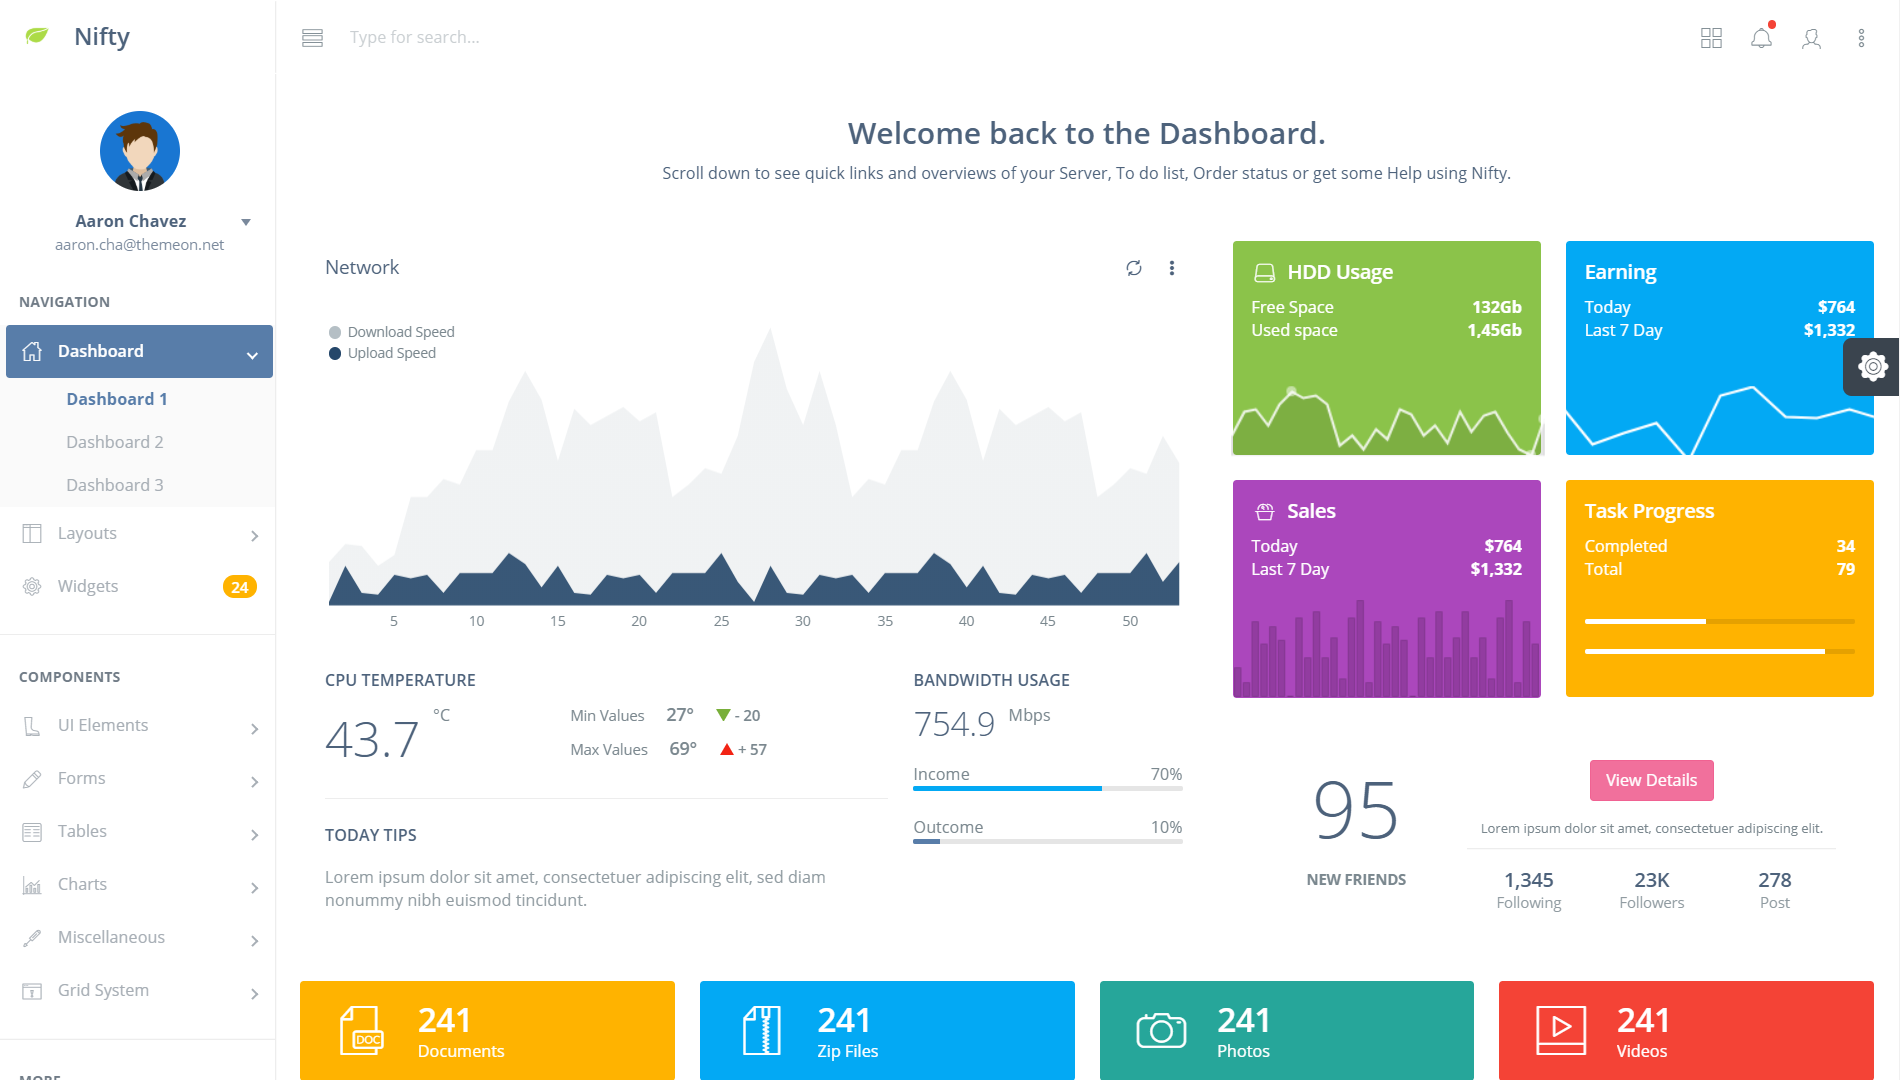 Nifty
Type for search...
Aaron Chavez
aaron.cha@themeon.net
NAVIGATION
Dashboard
Dashboard 1
Dashboard 2
Dashboard 3
Layouts
Widgets
24
COMPONENTS
UI Elements
Forms
Tables
Charts
Miscellaneous
Grid System
MORE
Welcome back to the Dashboard.
Scroll down to see quick links and overviews of your Server, To do list, Order status or get some Help using Nifty.
Network
Download Speed
Upload Speed
5 10 15 20 25 30 35 40 45 50
HDD Usage
Free Space 132Gb
Used space 1,45Gb
Earning
Today $764
Last 7 Day $1,332
Sales
Today $764
Last 7 Day $1,332
Task Progress
Completed 34
Total 79
CPU TEMPERATURE
43.7 °C
Min Values 27° - 20
Max Values 69° + 57
TODAY TIPS
Lorem ipsum dolor sit amet, consectetuer adipiscing elit, sed diam
nonummy nibh euismod tincidunt.
BANDWIDTH USAGE
754.9 Mbps
Income 70%
Outcome 10%
95
NEW FRIENDS
View Details
Lorem ipsum dolor sit amet, consectetuer adipiscing elit.
1,345 23K 278
Following Followers Post
DOC
241
Documents
241
Zip Files
241
Photos
241
Videos